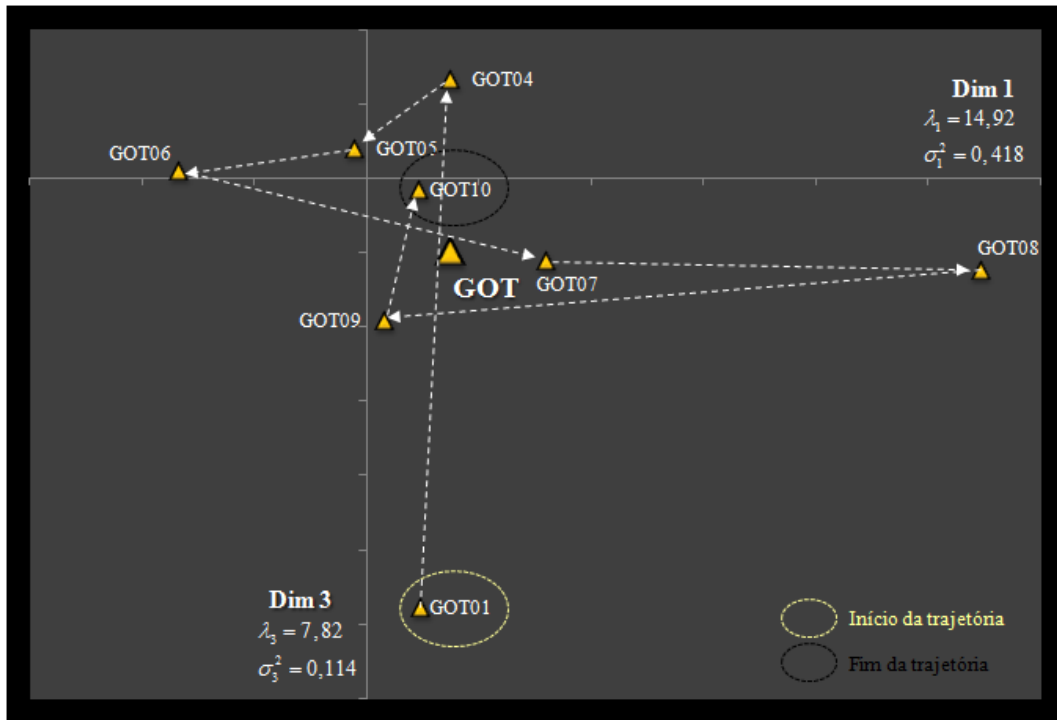 GOT04
Dim 1
λ₁ = 14,92
σ₁² = 0,418
GOT05
GOT06
GOT10
GOT08
GOT07
GOT
GOT09
Dim 3
λ₃ = 7,82
σ₃² = 0,114
GOT01
Início da trajetória
Fim da trajetória